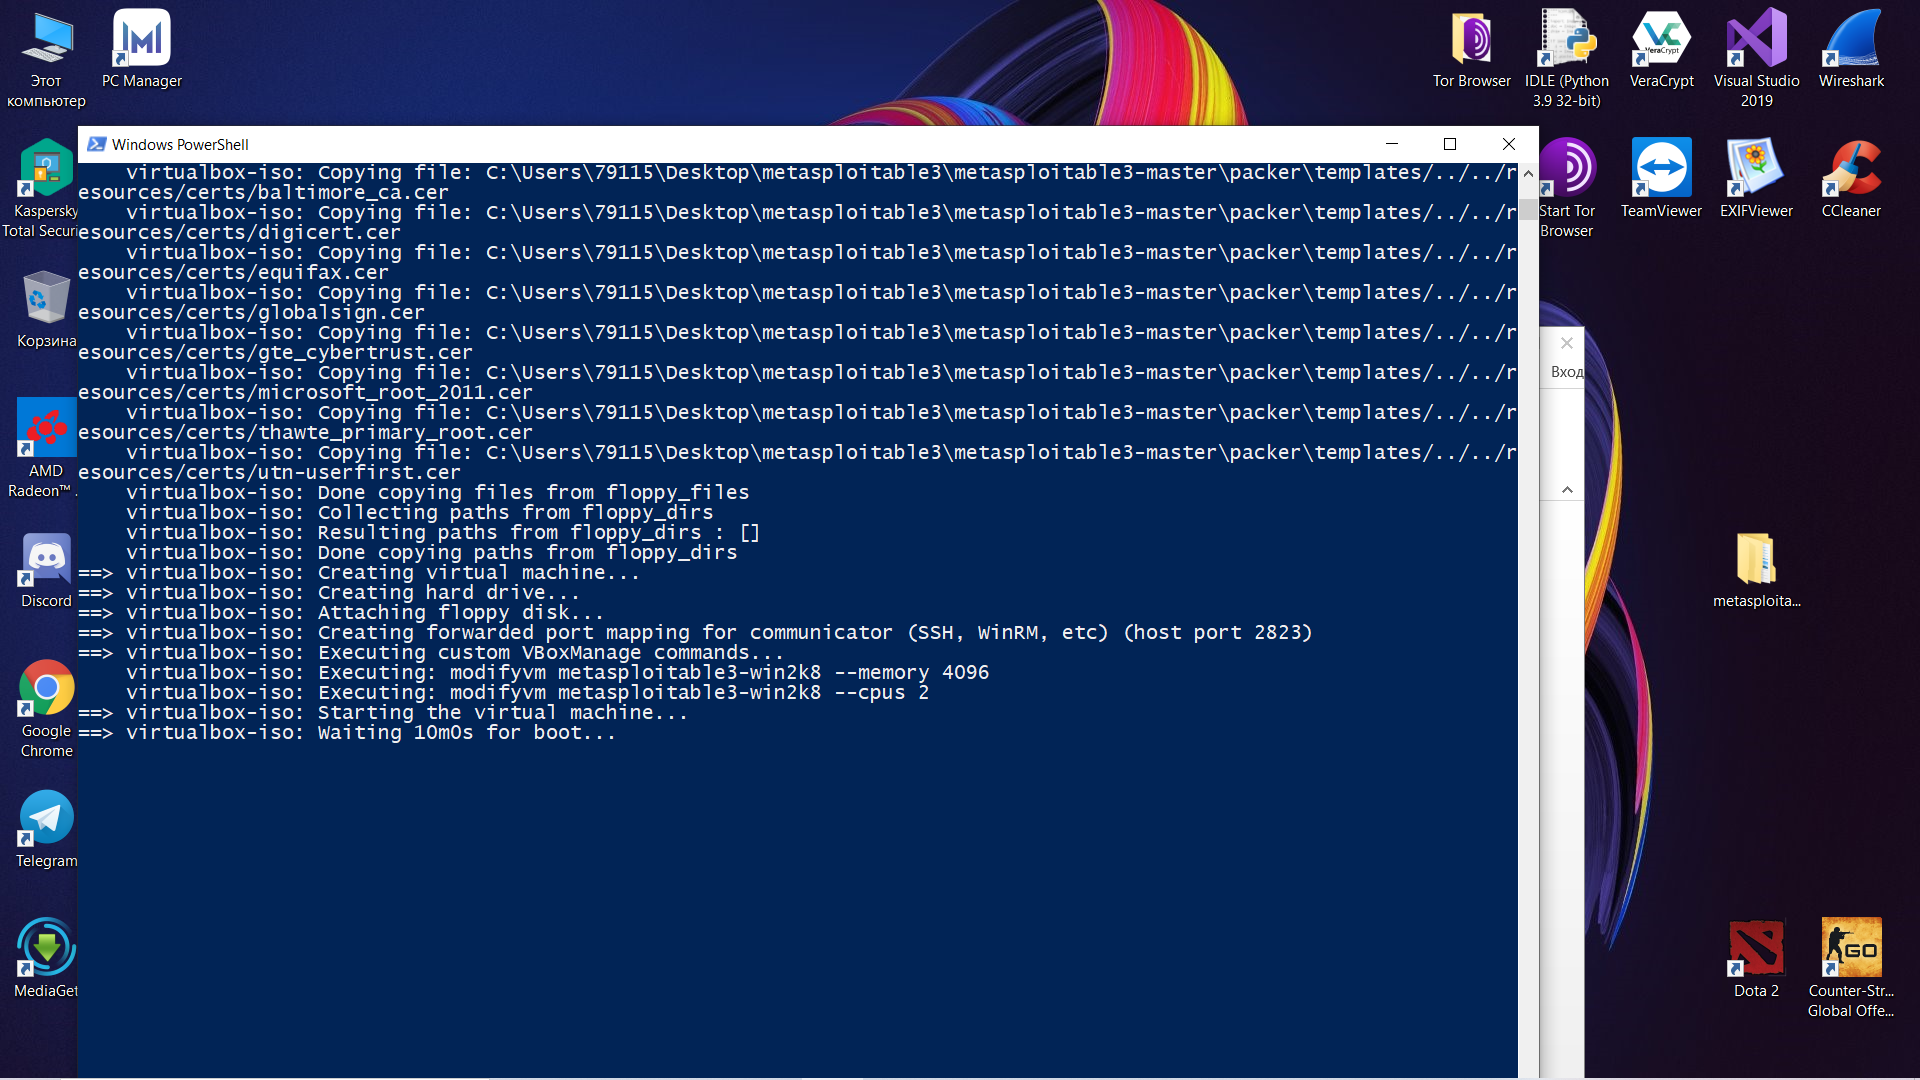 Этот
компьютер
PC Manager
Tor Browser
IDLE (Python
3.9 32-bit)
VeraCrypt
Visual Studio
2019
Wireshark
Windows PowerShell
    virtualbox-iso: Copying file: C:\Users\79115\Desktop\metasploitable3\metasploitable3-master\packer\templates/../../r
esources/certs/baltimore_ca.cer
    virtualbox-iso: Copying file: C:\Users\79115\Desktop\metasploitable3\metasploitable3-master\packer\templates/../../r
esources/certs/digicert.cer
    virtualbox-iso: Copying file: C:\Users\79115\Desktop\metasploitable3\metasploitable3-master\packer\templates/../../r
esources/certs/equifax.cer
    virtualbox-iso: Copying file: C:\Users\79115\Desktop\metasploitable3\metasploitable3-master\packer\templates/../../r
esources/certs/globalsign.cer
    virtualbox-iso: Copying file: C:\Users\79115\Desktop\metasploitable3\metasploitable3-master\packer\templates/../../r
esources/certs/gte_cybertrust.cer
    virtualbox-iso: Copying file: C:\Users\79115\Desktop\metasploitable3\metasploitable3-master\packer\templates/../../r
esources/certs/microsoft_root_2011.cer
    virtualbox-iso: Copying file: C:\Users\79115\Desktop\metasploitable3\metasploitable3-master\packer\templates/../../r
esources/certs/thawte_primary_root.cer
    virtualbox-iso: Copying file: C:\Users\79115\Desktop\metasploitable3\metasploitable3-master\packer\templates/../../r
esources/certs/utn-userfirst.cer
    virtualbox-iso: Done copying files from floppy_files
    virtualbox-iso: Collecting paths from floppy_dirs
    virtualbox-iso: Resulting paths from floppy_dirs : []
    virtualbox-iso: Done copying paths from floppy_dirs
==> virtualbox-iso: Creating virtual machine...
==> virtualbox-iso: Creating hard drive...
==> virtualbox-iso: Attaching floppy disk...
==> virtualbox-iso: Creating forwarded port mapping for communicator (SSH, WinRM, etc) (host port 2823)
==> virtualbox-iso: Executing custom VBoxManage commands...
    virtualbox-iso: Executing: modifyvm metasploitable3-win2k8 --memory 4096
    virtualbox-iso: Executing: modifyvm metasploitable3-win2k8 --cpus 2
==> virtualbox-iso: Starting the virtual machine...
==> virtualbox-iso: Waiting 10m0s for boot...
Kaspersky
Total Securi
Корзина
AMD
Radeon™ .
Discord
Google
Chrome
Telegram
MediaGet
Start Tor
Browser
TeamViewer
EXIFViewer
CCleaner
Вход
metasploita...
Dota 2
GO
Counter-Str...
Global Offe...